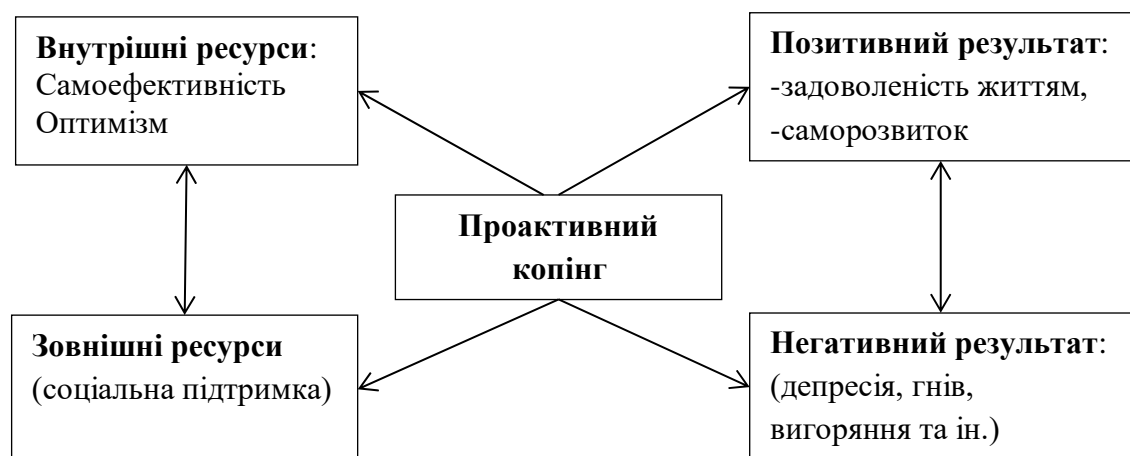 Внутрішні ресурси:
Самоефективність
Оптимізм
Позитивний результат:
-задоволеність життям,
-саморозвиток
Проактивний
копінг
Зовнішні ресурси
(соціальна підтримка)
Негативний результат:
(депресія, гнів,
вигоряння та ін.)